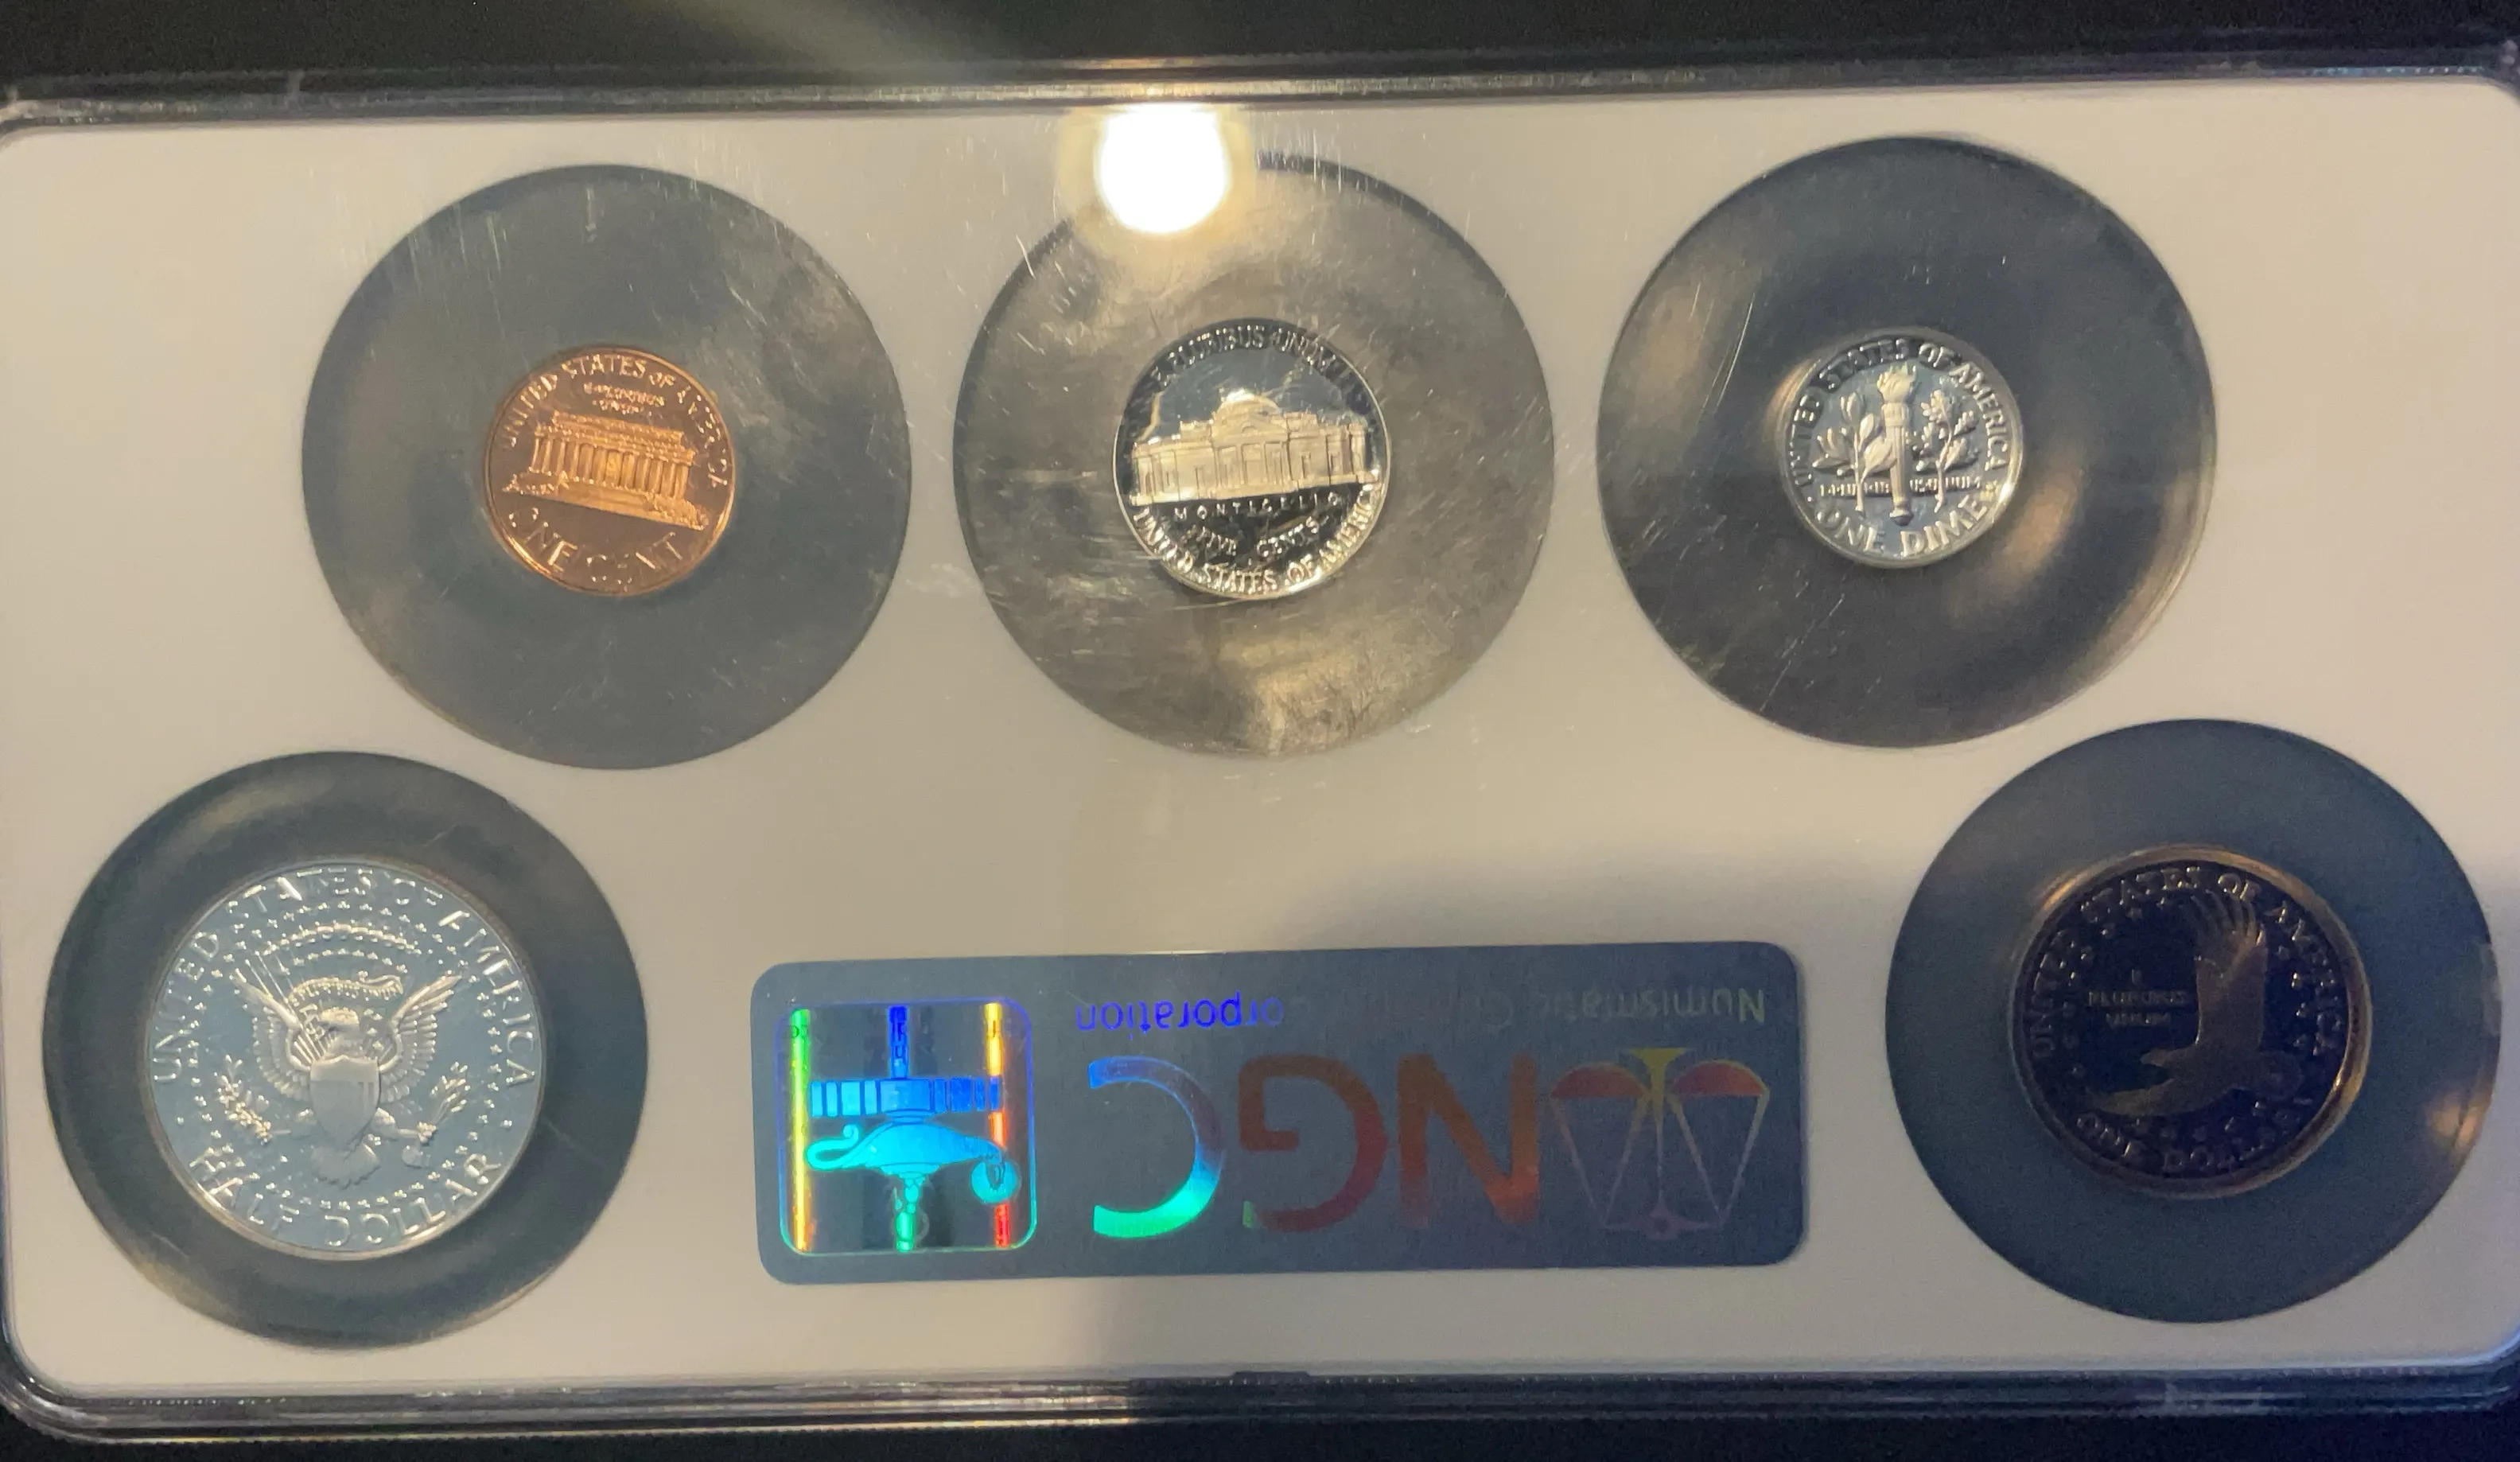 UNITED STATES OF AMERICA
ONE CENT
E PLURIBUS UNUM
MONTICELLO
FIVE CENTS
UNITED STATES OF AMERICA
UNITED STATES OF AMERICA
ONE DIME
UNITED STATES OF AMERICA
HALF DOLLAR
Numismatic
orporation
NGC
UNITED STATES OF AMERICA
E
PLURIBUS
UNUM
ONE DOLLAR